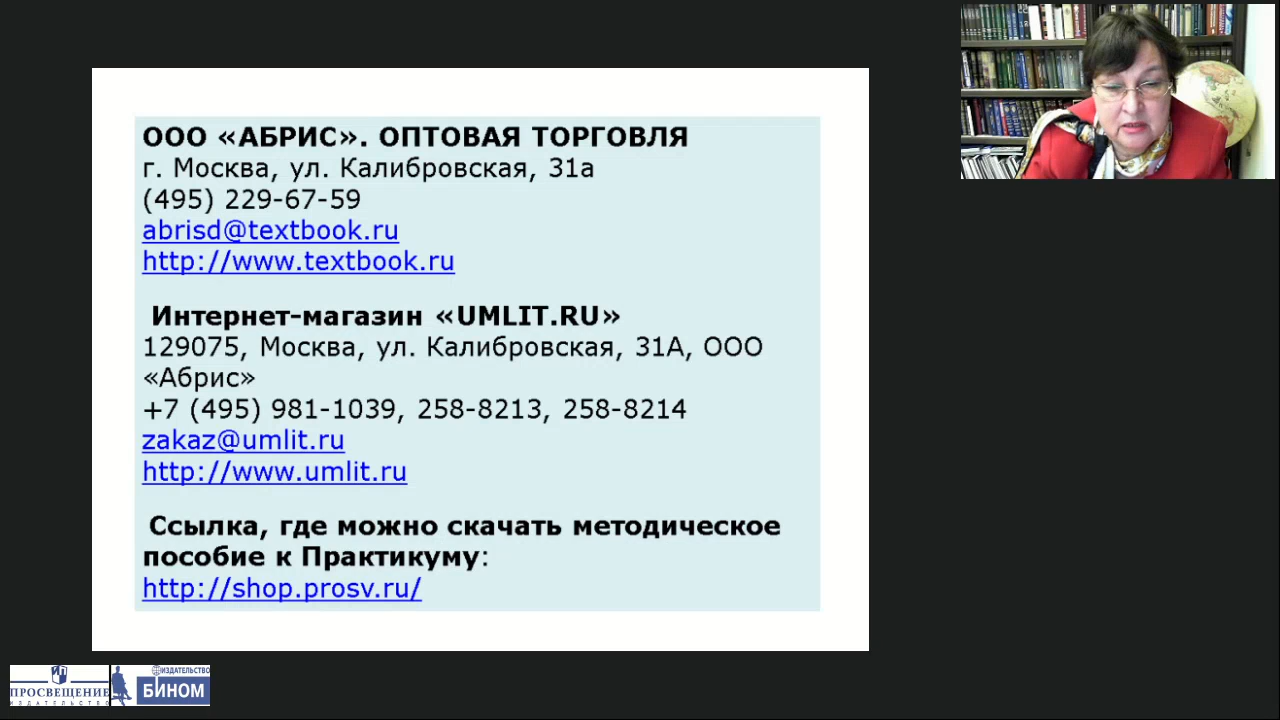 ООО «АБРИС». ОПТОВАЯ ТОРГОВЛЯ
г. Москва, ул. Калибровская, 31а
(495) 229-67-59
abrisd@textbook.ru
http://www.textbook.ru
Интернет-магазин «UMLIT.RU»
129075, Москва, ул. Калибровская, 31А, ООО
«Абрис»
+7 (495) 981-1039, 258-8213, 258-8214
zakaz@umlit.ru
http://www.umlit.ru
Ссылка, где можно скачать методическое
пособие к Практикуму:
http://shop.prosv.ru/
ПРОСВЕЩЕНИЕ
ИЗДАТЕЛЬСТВО
ИЗДАТЕЛЬСТВО
БИНОМ